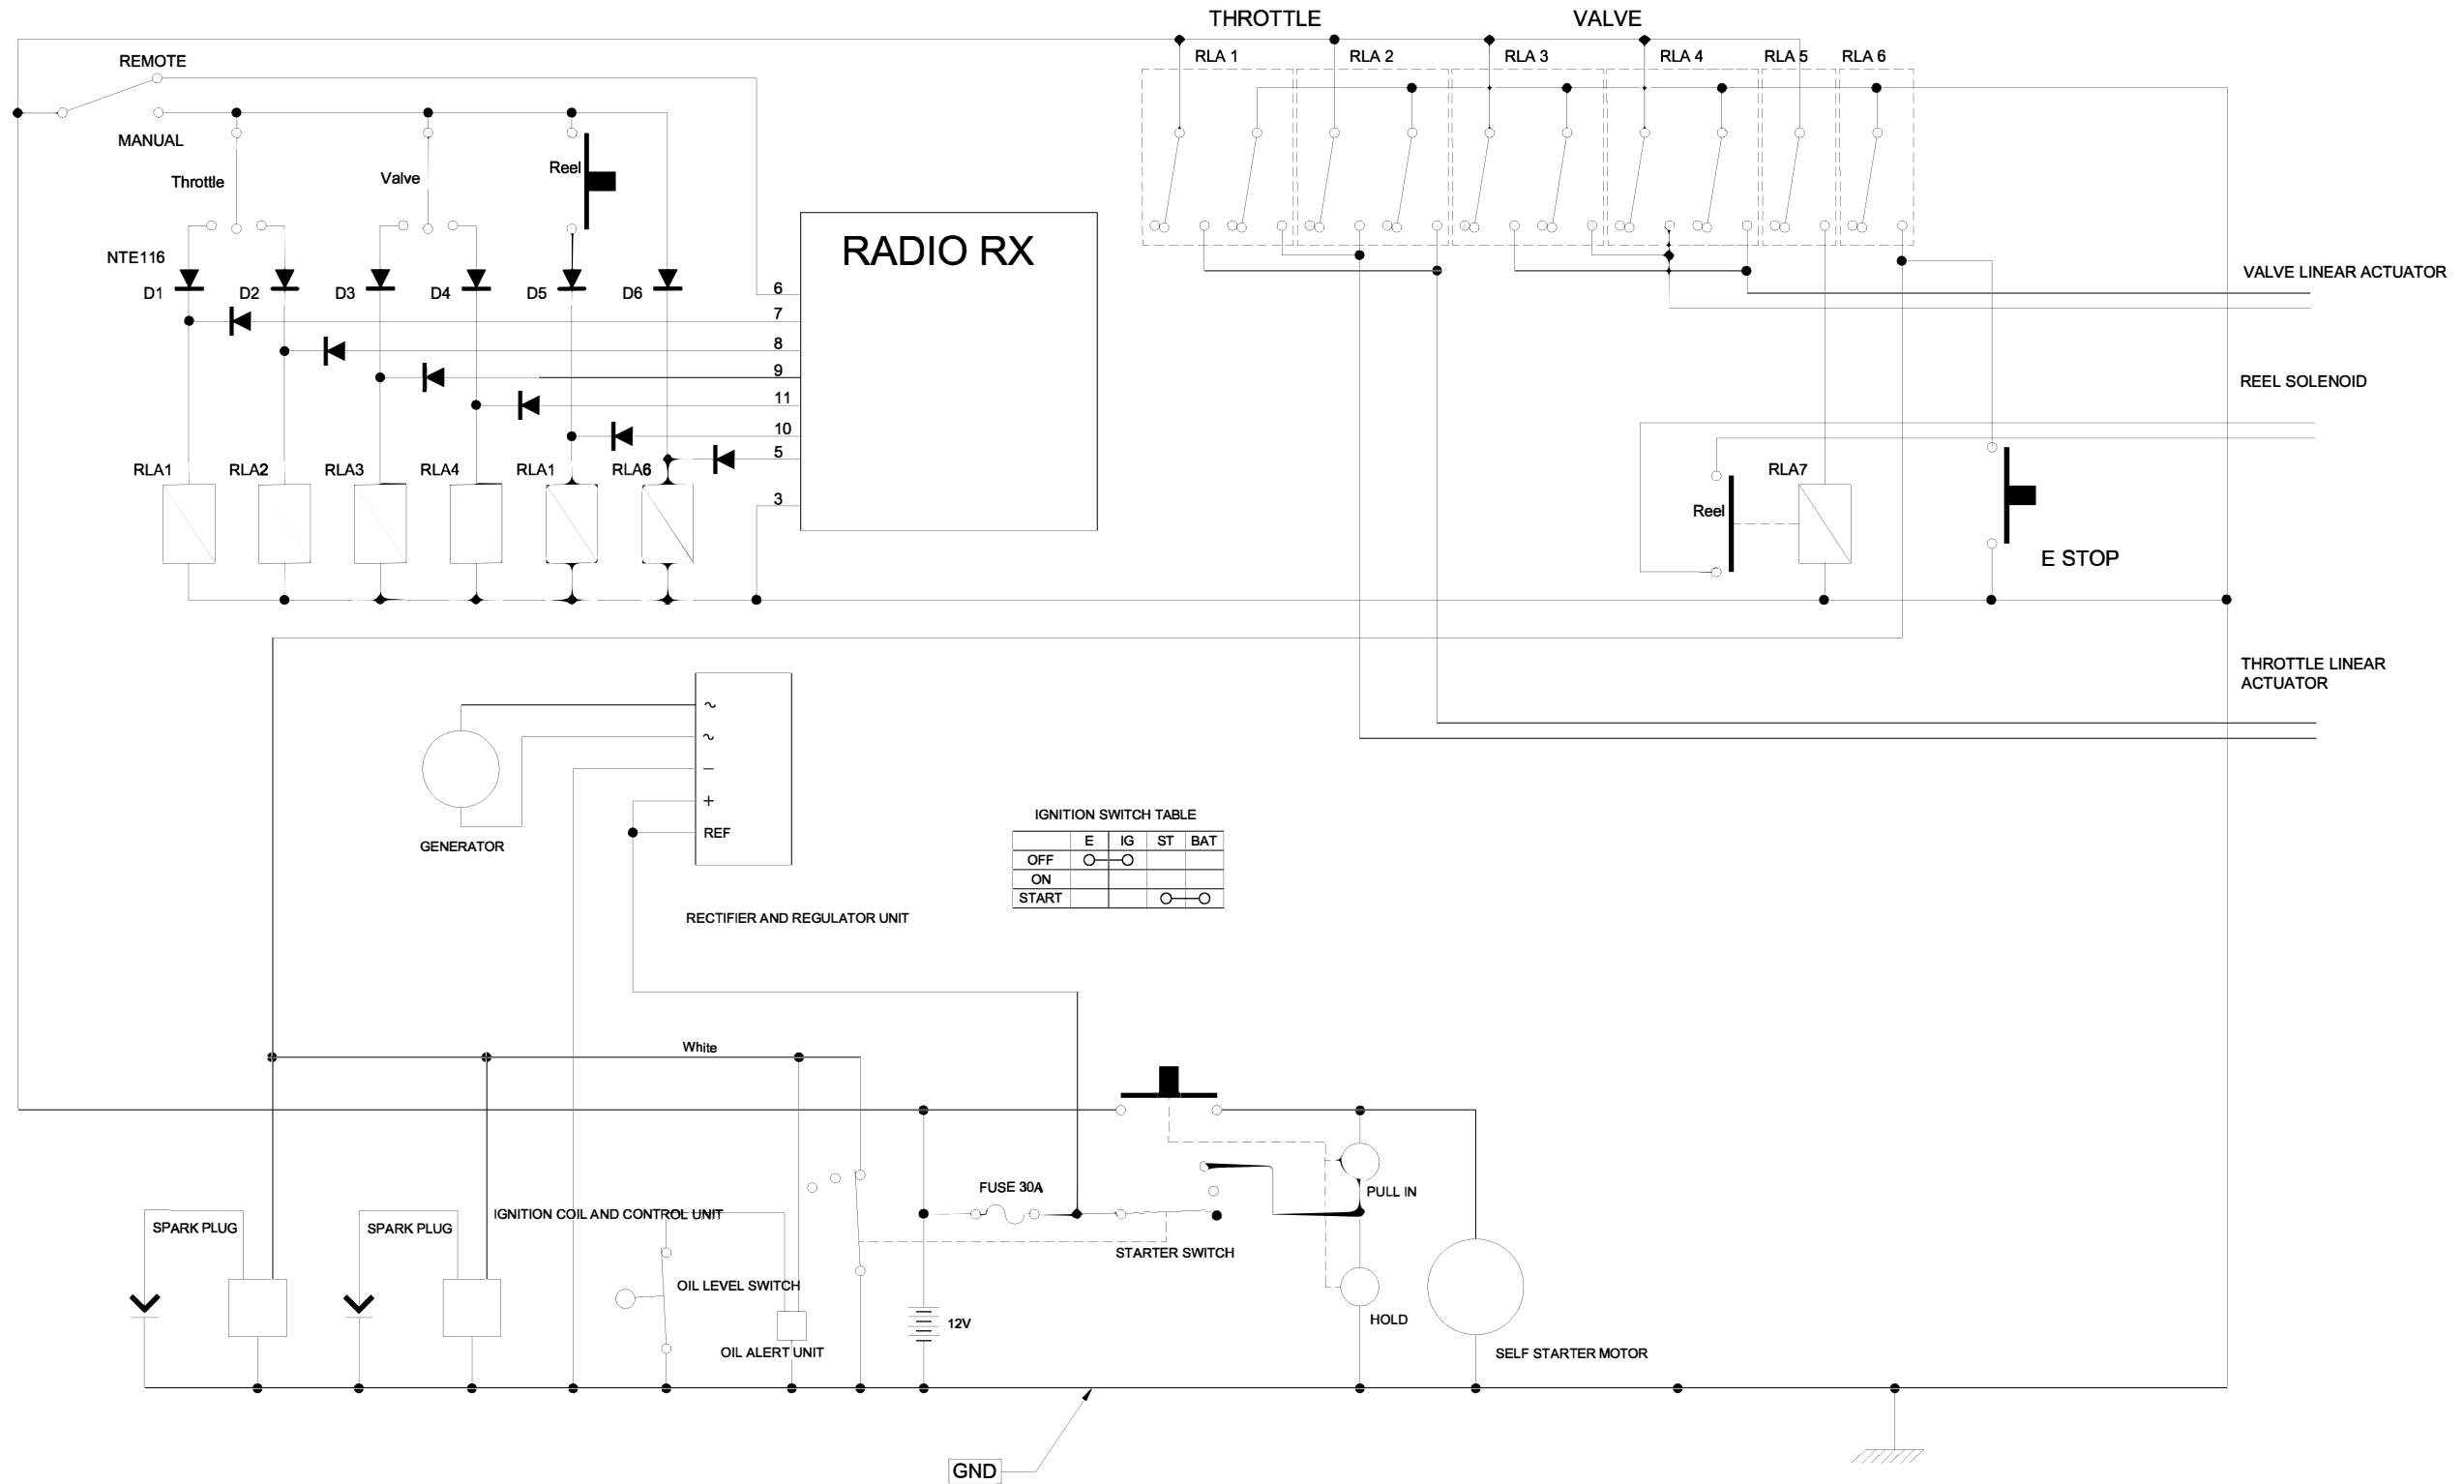 THROTTLE
VALVE
REMOTE
RLA 1
RLA 2
RLA 3
RLA 4
RLA 5
RLA 6
MANUAL
Throttle
Valve
Reel
RADIO RX
NTE116
D1
D2
D3
D4
D5
D6
6
7
8
9
11
10
5
3
VALVE LINEAR ACTUATOR
REEL SOLENOID
RLA1
RLA2
RLA3
RLA4
RLA1
RLA6
RLA7
Reel
E STOP
THROTTLE LINEAR
ACTUATOR
~
~
–
+
REF
GENERATOR
RECTIFIER AND REGULATOR UNIT
IGNITION SWITCH TABLE
E IG ST BAT
OFF
ON
START
White
FUSE 30A
PULL IN
SPARK PLUG
SPARK PLUG
IGNITION COIL AND CONTROL UNIT
STARTER SWITCH
OIL LEVEL SWITCH
12V
HOLD
OIL ALERT UNIT
SELF STARTER MOTOR
GND